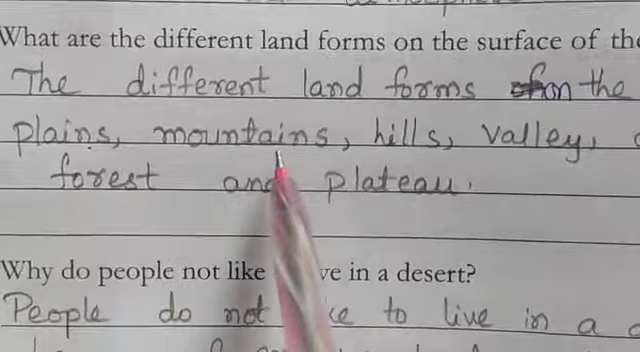 What are the different land forms on the surface of the
The different land forms on the
plains, mountains, hills, valley,
forest and plateau.
Why do people not like ve in a desert?
People do not ke to live in a